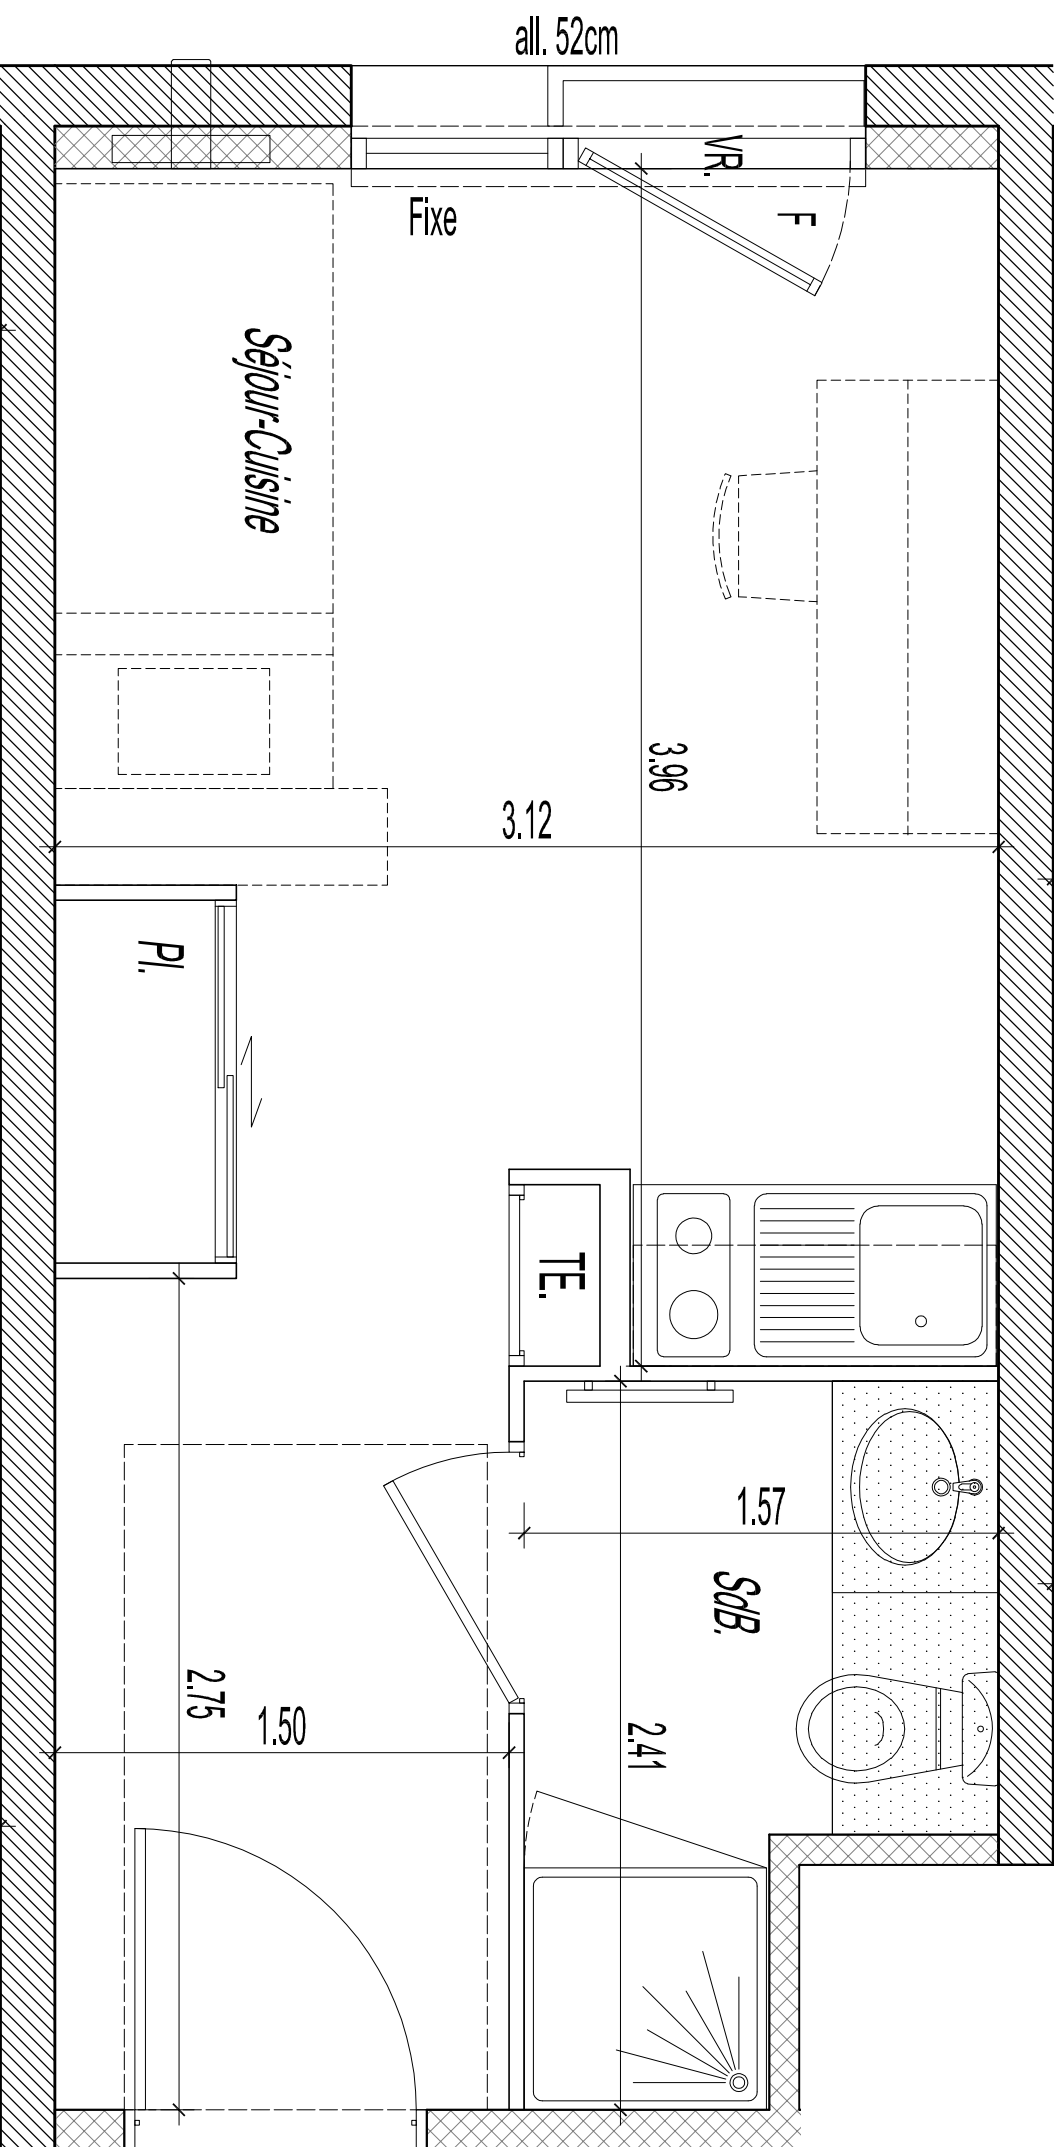 all. 52cm
VR.
F
Fixe
Séjour-Cuisine
3.96
3.12
Pl.
TE.
1.57
SdB.
2.75
1.50
2.41